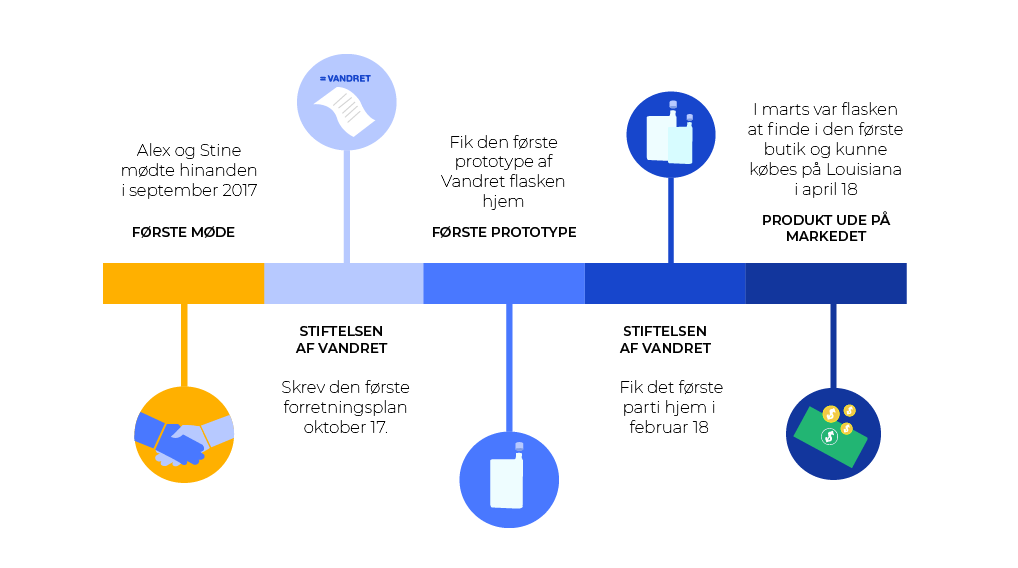 Alex og Stine
mødte hinanden
i september 2017
FØRSTE MØDE
= VANDRET
STIFTELSEN
AF VANDRET
Skrev den første
forretningsplan
oktober 17.
Fik den første
prototype af
Vandret flasken
hjem
FØRSTE PROTOTYPE
STIFTELSEN
AF VANDRET
Fik det første
parti hjem i
februar 18
I marts var flasken
at finde i den første
butik og kunne
købes på Louisiana
i april 18
PRODUKT UDE PÅ
MARKEDET
$
$
$
$